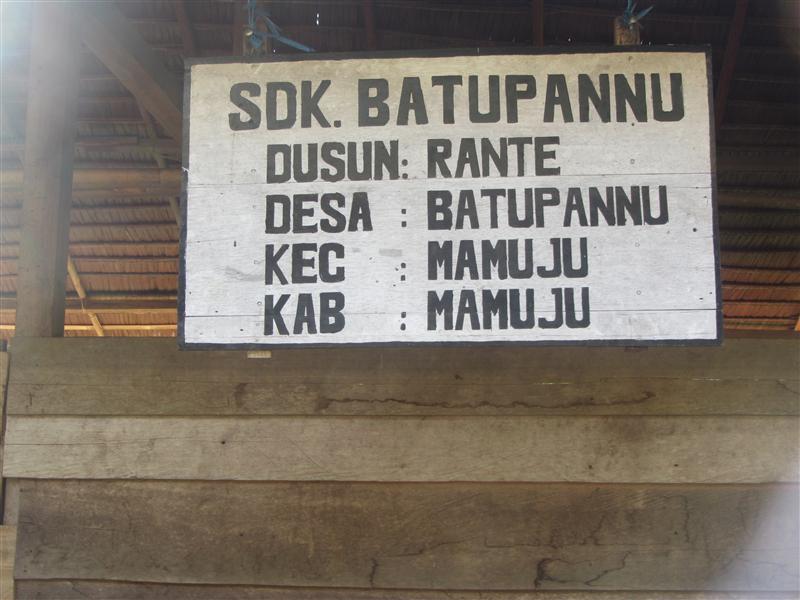 SDK. BATUPANNU
DUSUN: RANTE
DESA : BATUPANNU
KEC : MAMUJU
KAB : MAMUJU